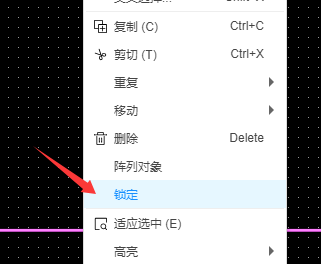 复制 (C) Ctrl+C
剪切 (T) Ctrl+X
重复
移动
删除 Delete
阵列对象
锁定
适应选中 (E)
高亮